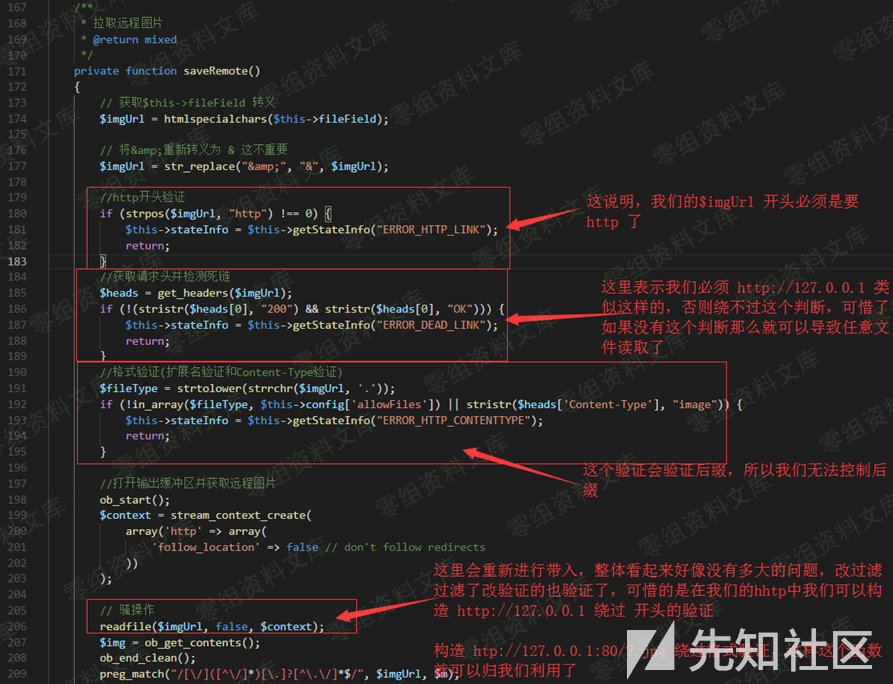 167 /**
168 * 拉取远程图片
169 * @return mixed
170 */
171 private function saveRemote()
172 {
173 // 获取$this->fileField 转义
174 $imgUrl = htmlspecialchars($this->fileField);
175
176 // 将&amp;重新转义为 & 这不重要
177 $imgUrl = str_replace("&amp;", "&", $imgUrl);
178
179 //http开头验证
180 if (strpos($imgUrl, "http") !== 0) {
181 $this->stateInfo = $this->getStateInfo("ERROR_HTTP_LINK");
182 return;
183 }
这说明，我们的$imgUrl 开头必须是要
http 了
184 //获取请求头并检测死链
185 $heads = get_headers($imgUrl);
186 if (!(stristr($heads[0], "200") && stristr($heads[0], "OK"))) {
187 $this->stateInfo = $this->getStateInfo("ERROR_DEAD_LINK");
188 return;
189 }
这里表示我们必须 http://127.0.0.1 类
似这样的，否则绕不过这个判断，可惜了
如果没有这个判断那么就可以导致任意文
件读取了
190 //格式验证(扩展名验证和Content-Type验证)
191 $fileType = strtolower(strrchr($imgUrl, '.'));
192 if (!in_array($fileType, $this->config['allowFiles']) || stristr($heads['Content-Type'], "image")) {
193 $this->stateInfo = $this->getStateInfo("ERROR_HTTP_CONTENTTYPE");
194 return;
195 }
这个验证会验证后缀，所以我们无法控制后
缀
196
197 //打开输出缓冲区并获取远程图片
198 ob_start();
199 $context = stream_context_create(
200 array('http' => array(
201 'follow_location' => false // don't follow redirects
202 ))
203 );
204
205 // 骚操作
206 readfile($imgUrl, false, $context);
207 $img = ob_get_contents();
208 ob_end_clean();
209 preg_match("/[\/]([^\/]*)[\.]?[^\.\/]*$/", $imgUrl, $m);
这里会重新进行带入，整体看起来好像没有多大的问题，改过滤
过滤了改验证的也验证了，可惜的是在我们的hhtp中我们可以构
造 http://127.0.0.1 绕过 开头的验证
构造 htp://127.0.0.1:80/?.jpg 绕过格式验证，这样这个函数
就可以归我们利用了
先知社区
零组资料文库